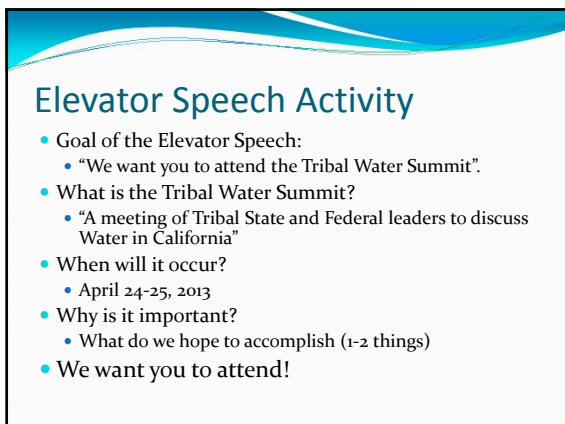 Elevator Speech Activity
• Goal of the Elevator Speech:
• “We want you to attend the Tribal Water Summit”.
• What is the Tribal Water Summit?
• “A meeting of Tribal State and Federal leaders to discuss
Water in California”
• When will it occur?
• April 24-25, 2013
• Why is it important?
• What do we hope to accomplish (1-2 things)
• We want you to attend!